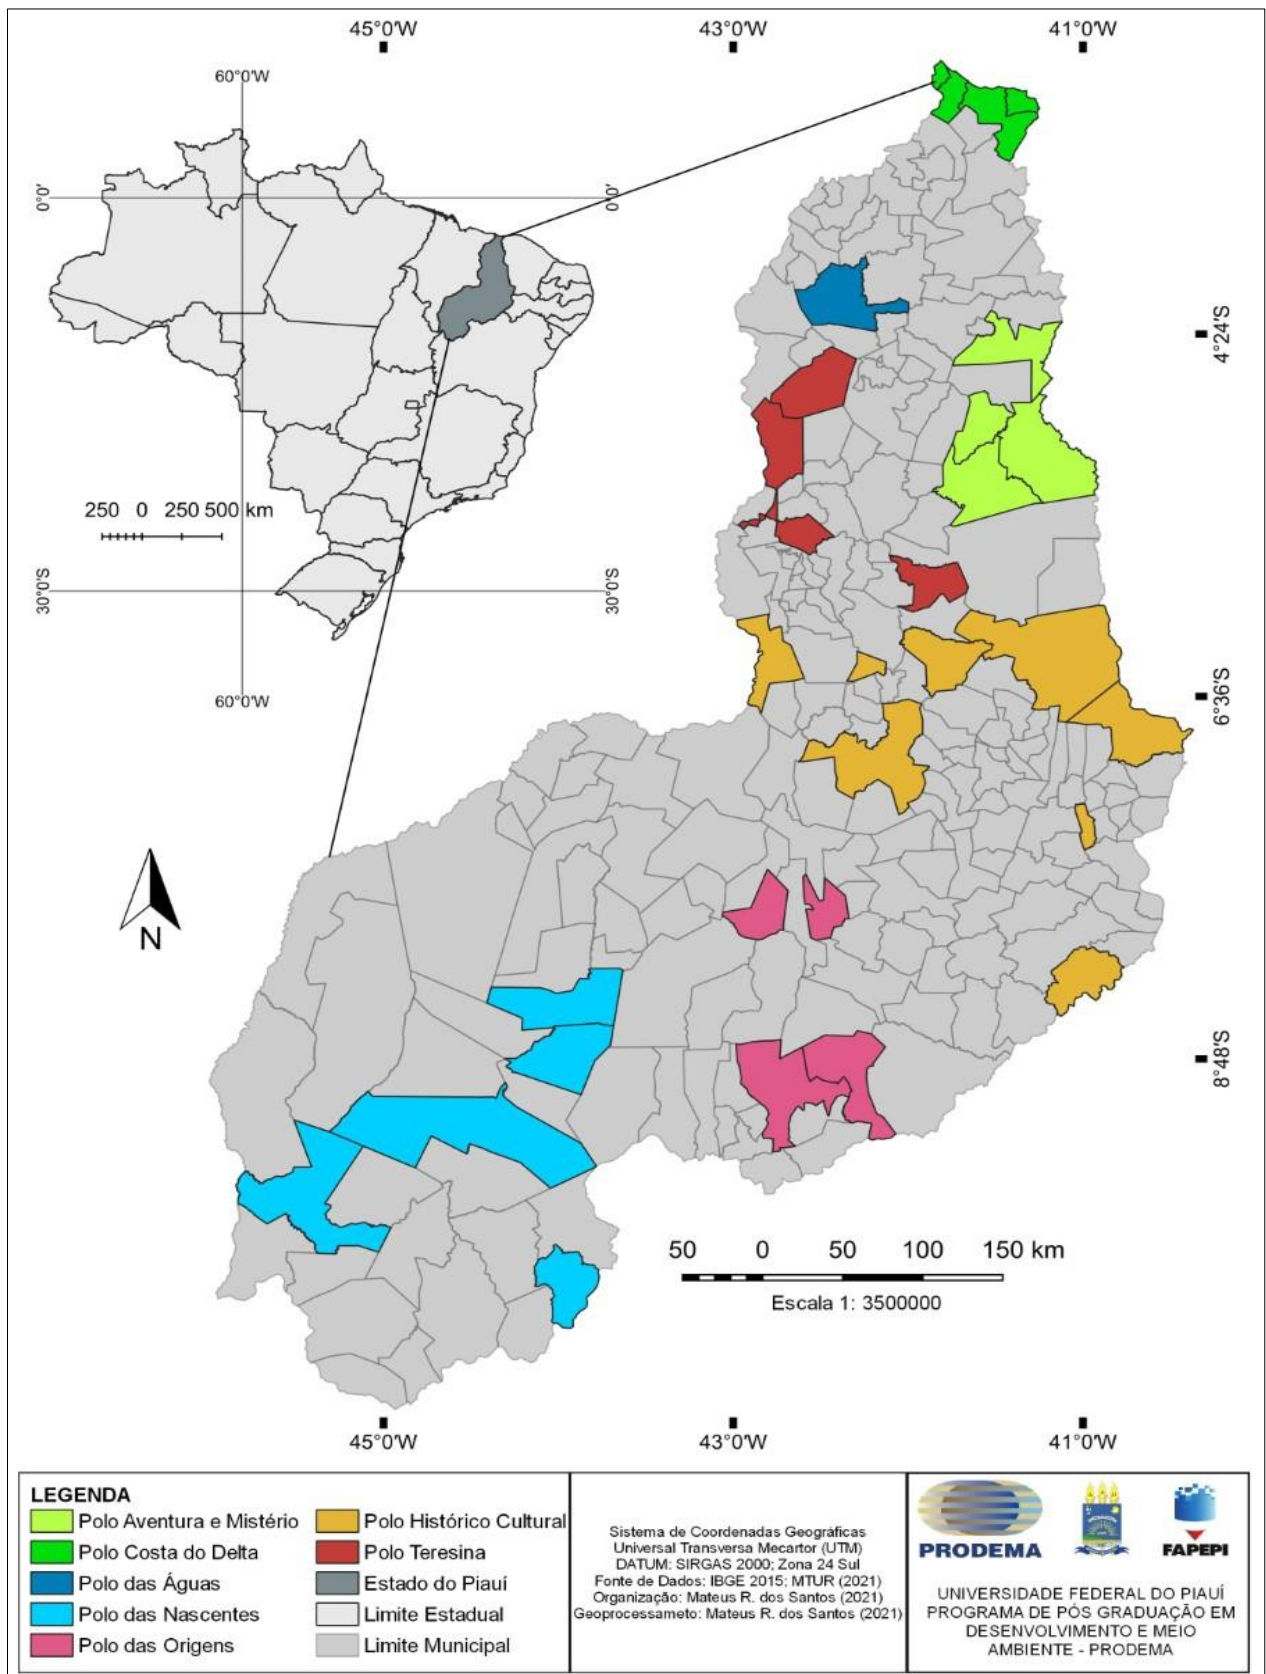 45°0'W
43°0'W
41°0'W
60°0'W
0°0'
0°0'
4°24'S
250 0 250 500 km
30°0'S
30°0'S
60°0'W
6°36'S
N
8°48'S
50 0 50 100 150 km
Escala 1: 3500000
45°0'W
43°0'W
41°0'W
LEGENDA
Polo Aventura e Mistério
Polo Costa do Delta
Polo das Águas
Polo das Nascentes
Polo das Origens
Polo Histórico Cultural
Polo Teresina
Estado do Piauí
Limite Estadual
Limite Municipal
Sistema de Coordenadas Geográficas
Universal Transversa Mecartor (UTM)
DATUM: SIRGAS 2000; Zona 24 Sul
Fonte de Dados: IBGE 2015; MTUR (2021)
Organização: Mateus R. dos Santos (2021)
Geoprocessameto: Mateus R. dos Santos (2021)
PRODEMA
FAPEPI
UNIVERSIDADE FEDERAL DO PIAUÍ
PROGRAMA DE PÓS GRADUAÇÃO EM
DESENVOLVIMENTO E MEIO
AMBIENTE - PRODEMA